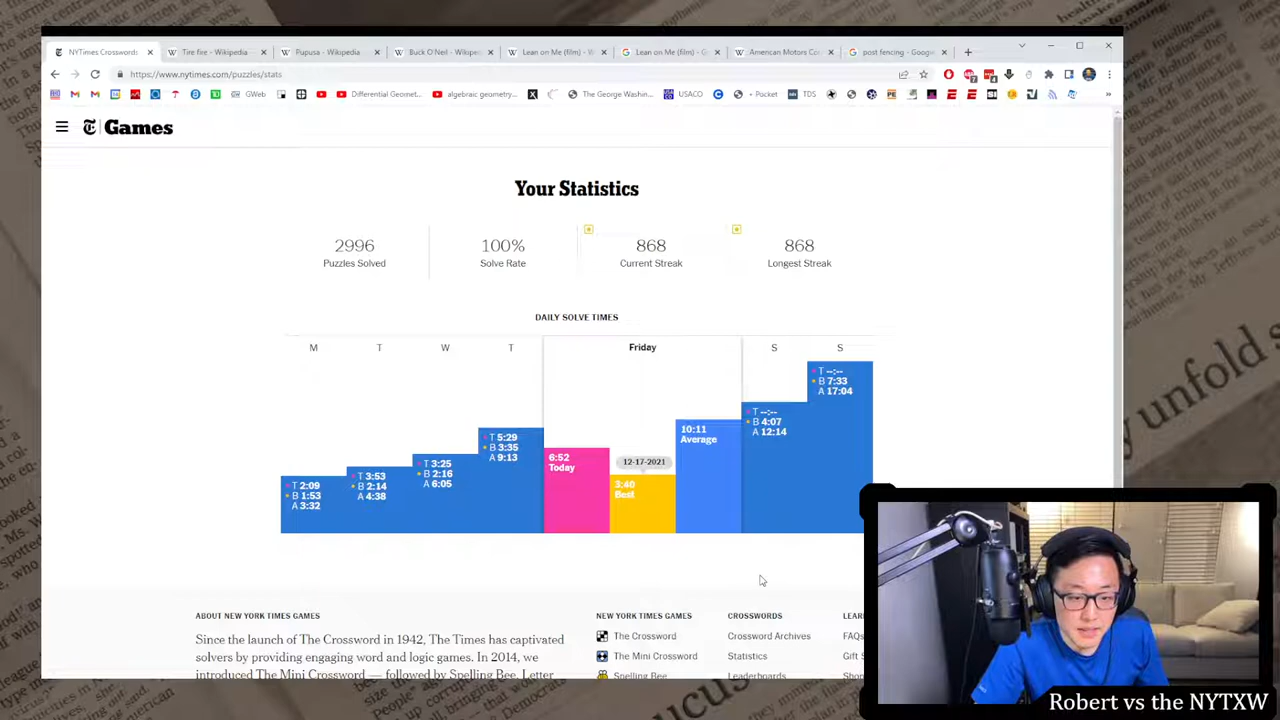 NYTimes Crosswords
Tire fire - Wikipedia
Pupusa - Wikipedia
Buck O'Neil - Wikiped
Lean on Me (film) - W
Lean on Me (film) - G
American Motors Co
post fencing - Google
https://www.nytimes.com/puzzles/stats
GWeb
Differential Geomet...
algebraic geometry...
The George Washin...
USACO
Pocket
TDS
Games
Your Statistics
2996
Puzzles Solved
100%
Solve Rate
868
Current Streak
868
Longest Streak
DAILY SOLVE TIMES
M T W T Friday S S
T 2:09
B 1:53
A 3:32
T 3:53
B 2:14
A 4:38
T 3:25
B 2:16
A 6:05
T 5:29
B 3:35
A 9:13
6:52
Today
12-17-2021
3:40
Best
10:11
Average
T --:--
B 4:07
A 12:14
T --:--
B 7:33
A 17:04
ABOUT NEW YORK TIMES GAMES
Since the launch of The Crossword in 1942, The Times has captivated
solvers by providing engaging word and logic games. In 2014, we
introduced The Mini Crossword — followed by Spelling Bee, Letter
NEW YORK TIMES GAMES
The Crossword
The Mini Crossword
Spelling Bee
CROSSWORDS
Crossword Archives
Statistics
Leaderboards
LEAR
FAQs
Gift S
Shop
Robert vs the NYTXW
unfold s